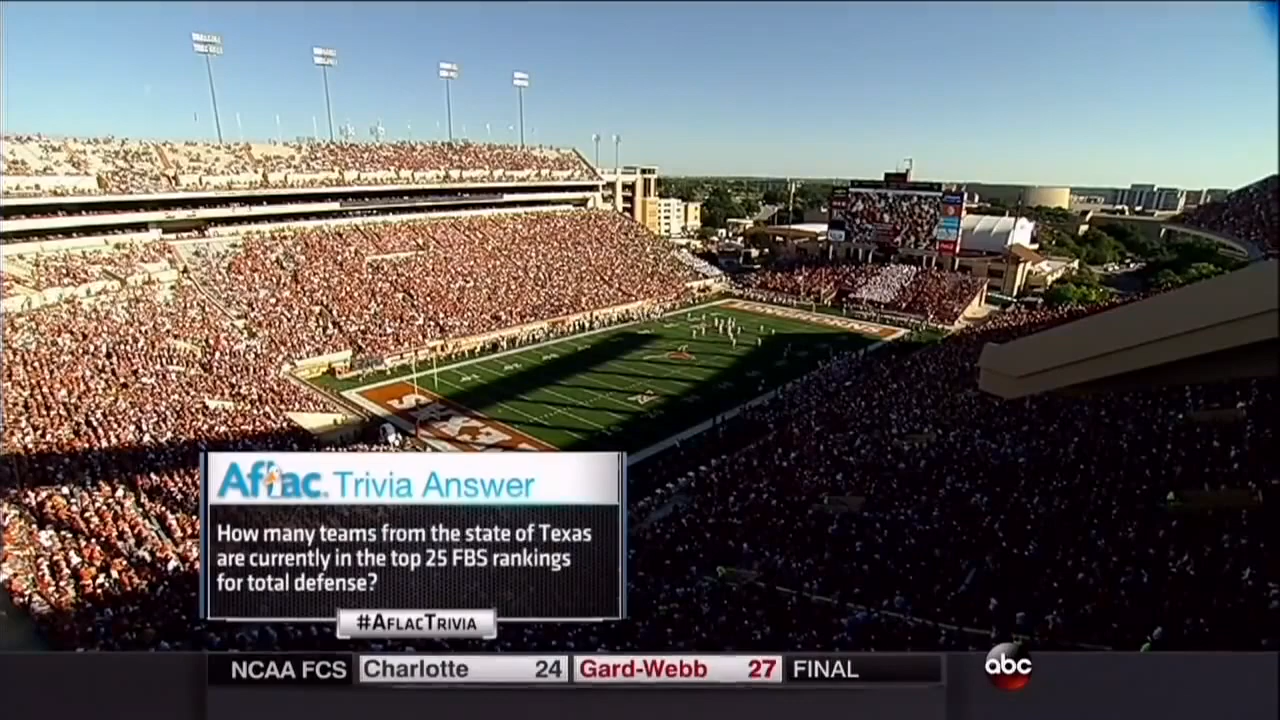 Aflac. Trivia Answer
How many teams from the state of Texas
are currently in the top 25 FBS rankings
for total defense?
#AFLACTRIVIA
NCAA FCS Charlotte 24 Gard-Webb 27 FINAL abc